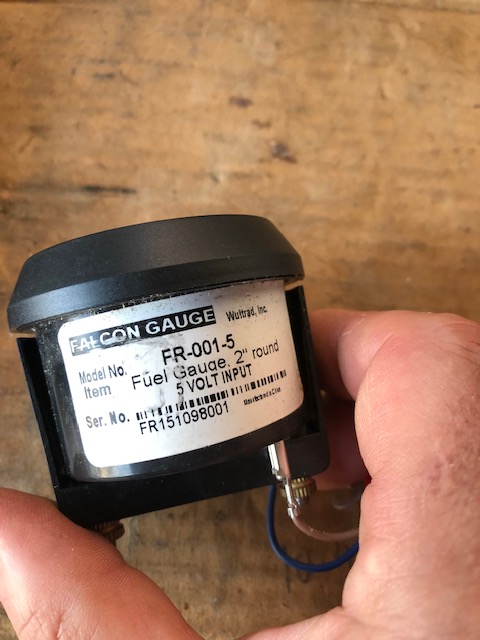 FALCON GAUGE Wultrad, Inc.
Model No. FR-001-5
Item Fuel Gauge, 2" round
5 VOLT INPUT
Ser. No.
FR151098001